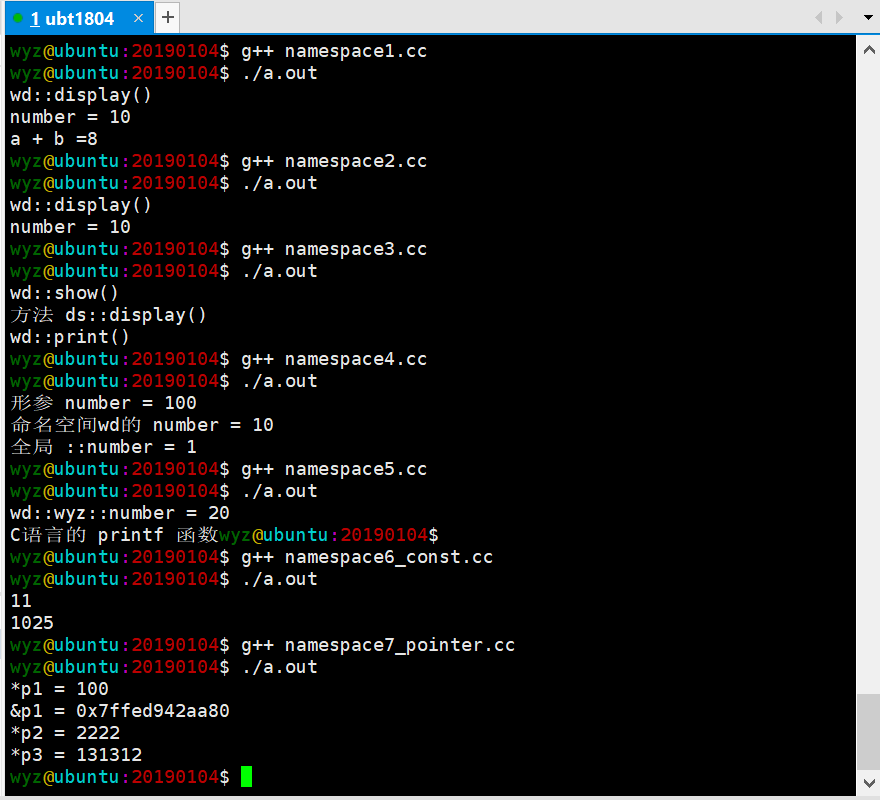 1 ubt1804 × +
wyz@ubuntu:20190104$ g++ namespace1.cc
wyz@ubuntu:20190104$ ./a.out
wd::display()
number = 10
a + b =8
wyz@ubuntu:20190104$ g++ namespace2.cc
wyz@ubuntu:20190104$ ./a.out
wd::display()
number = 10
wyz@ubuntu:20190104$ g++ namespace3.cc
wyz@ubuntu:20190104$ ./a.out
wd::show()
方法 ds::display()
wd::print()
wyz@ubuntu:20190104$ g++ namespace4.cc
wyz@ubuntu:20190104$ ./a.out
形参 number = 100
命名空间wd的 number = 10
全局 ::number = 1
wyz@ubuntu:20190104$ g++ namespace5.cc
wyz@ubuntu:20190104$ ./a.out
wd::wyz::number = 20
C语言的 printf 函数wyz@ubuntu:20190104$
wyz@ubuntu:20190104$ g++ namespace6_const.cc
wyz@ubuntu:20190104$ ./a.out
11
1025
wyz@ubuntu:20190104$ g++ namespace7_pointer.cc
wyz@ubuntu:20190104$ ./a.out
*p1 = 100
&p1 = 0x7ffed942aa80
*p2 = 2222
*p3 = 131312
wyz@ubuntu:20190104$